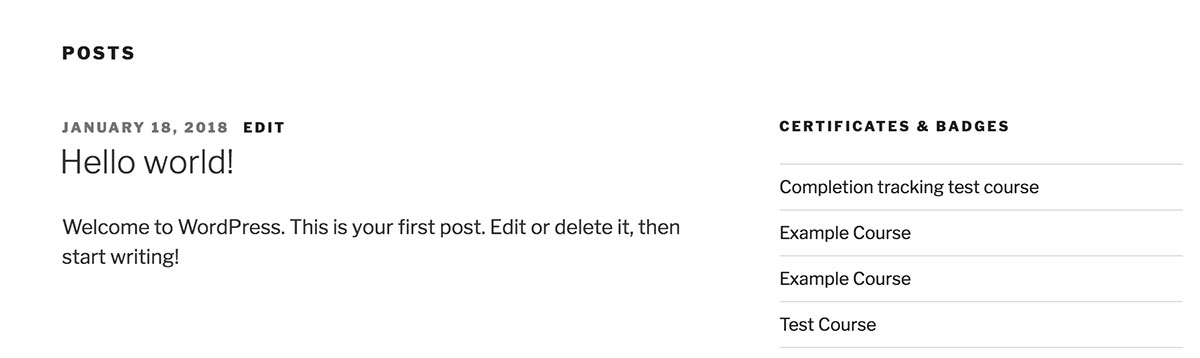 POSTS
JANUARY 18, 2018 EDIT
Hello world!
Welcome to WordPress. This is your first post. Edit or delete it, then
start writing!
CERTIFICATES & BADGES
Completion tracking test course
Example Course
Example Course
Test Course